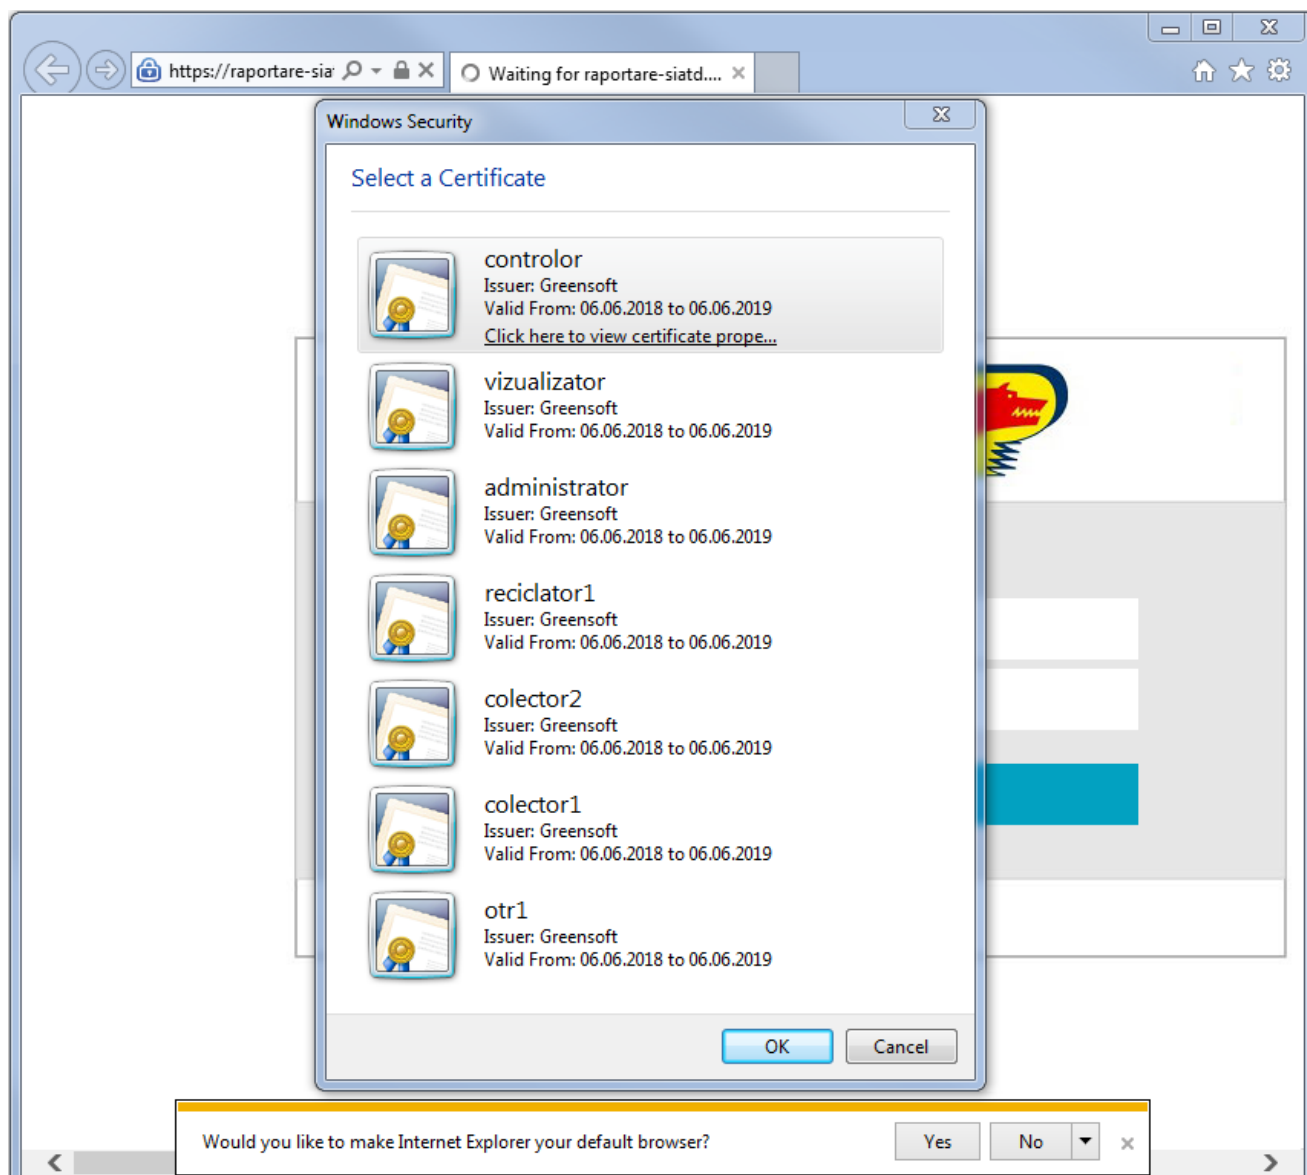 https://raportare-siat
Waiting for raportare-siatd....
Windows Security
Select a Certificate
controlor
Issuer: Greensoft
Valid From: 06.06.2018 to 06.06.2019
Click here to view certificate prope...
vizualizator
Issuer: Greensoft
Valid From: 06.06.2018 to 06.06.2019
administrator
Issuer: Greensoft
Valid From: 06.06.2018 to 06.06.2019
reciclator1
Issuer: Greensoft
Valid From: 06.06.2018 to 06.06.2019
colector2
Issuer: Greensoft
Valid From: 06.06.2018 to 06.06.2019
colector1
Issuer: Greensoft
Valid From: 06.06.2018 to 06.06.2019
otr1
Issuer: Greensoft
Valid From: 06.06.2018 to 06.06.2019
OK
Cancel
Would you like to make Internet Explorer your default browser?
Yes
No